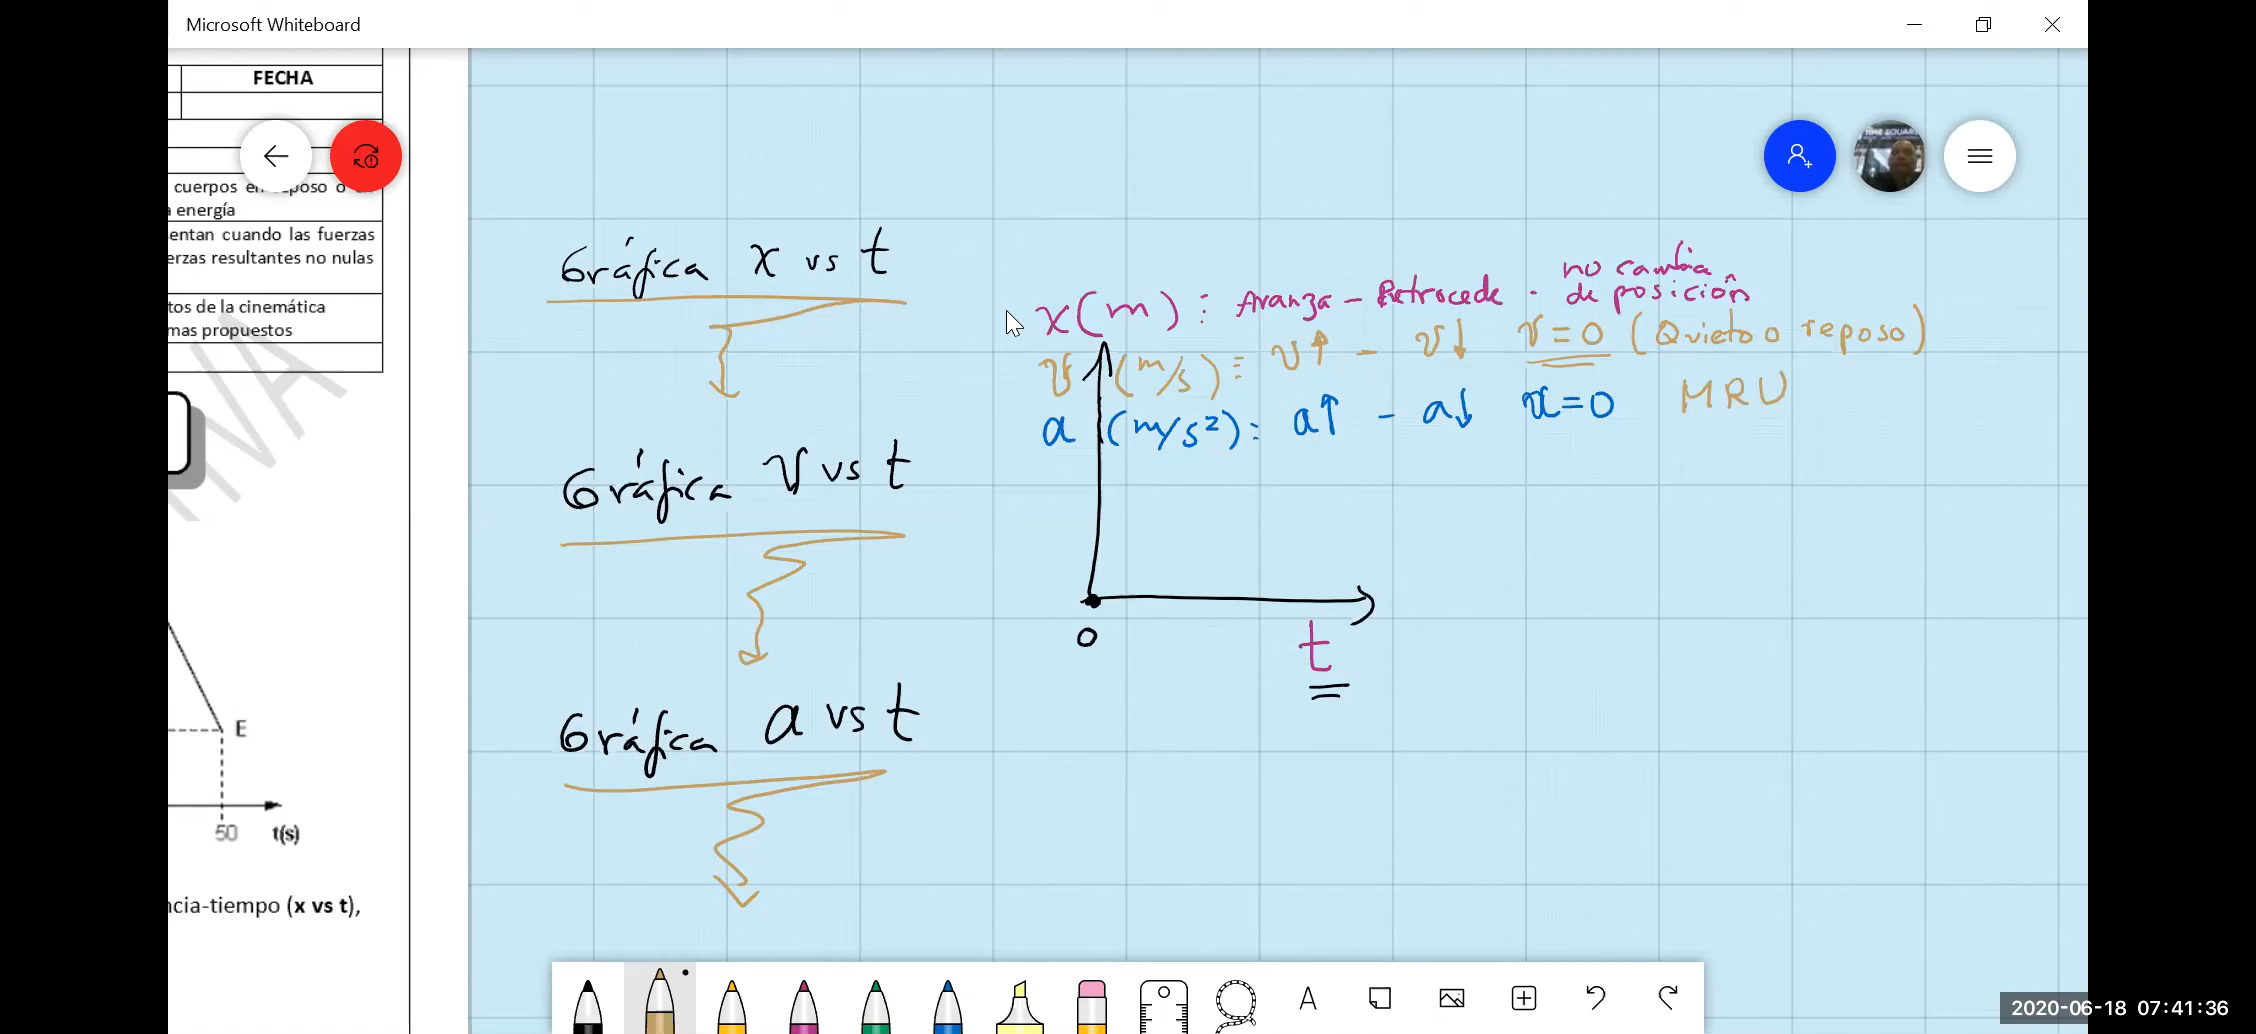 Microsoft Whiteboard
FECHA
cuerpos en reposo o
a energía
entan cuando las fuerzas
erzas resultantes no nulas
tos de la cinemática
mas propuestos
E
50 t(s)
ncia-tiempo (x vs t),
Gráfica x vs t
Gráfica V vs t
Gráfica a vs t
x(m) : Avanza - Retrocede . no cambia
de posición
v (m/s) : v↑ - v↓ v=0 (Quieto o reposo)
a (m/s²) : a↑ - a↓ a=0 MRU
0
t
2020-06-18 07:41:36